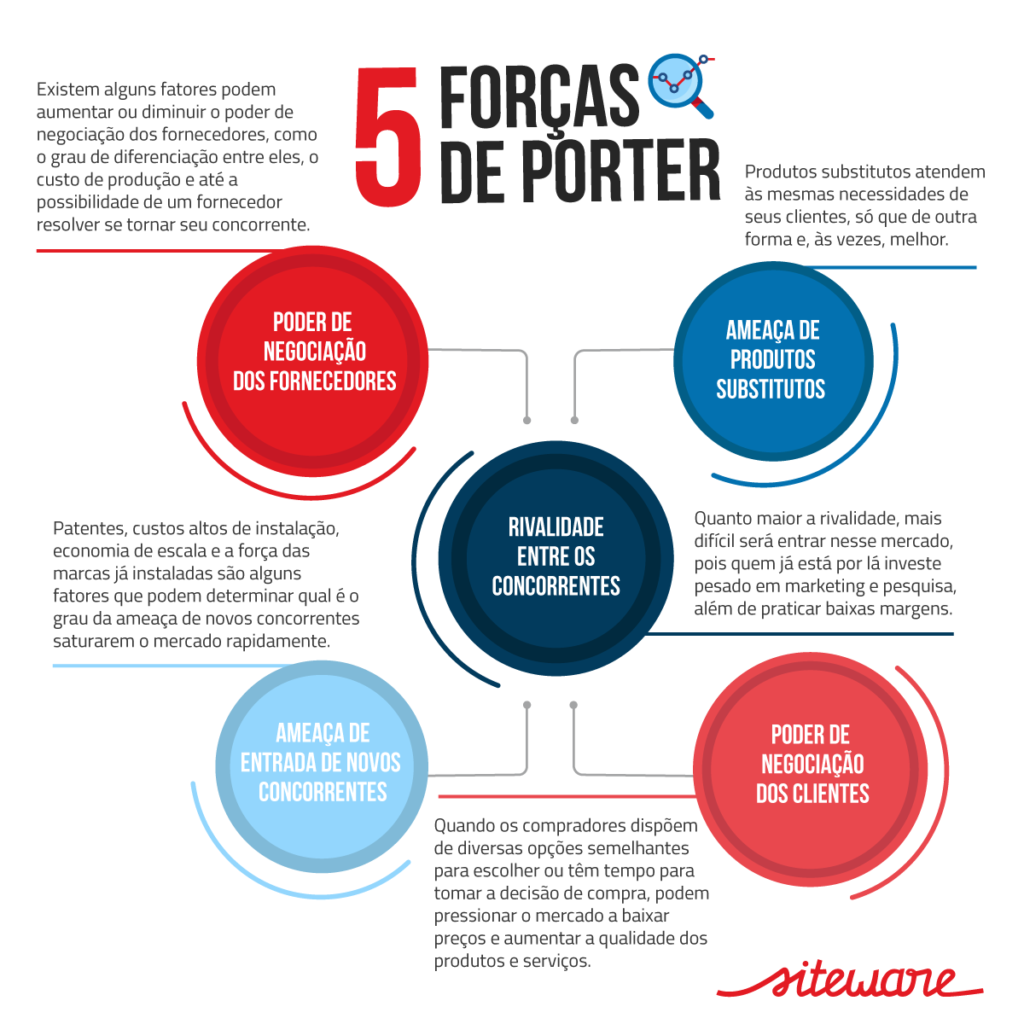 5 FORÇAS
DE PORTER
Existem alguns fatores podem
aumentar ou diminuir o poder de
negociação dos fornecedores, como
o grau de diferenciação entre eles, o
custo de produção e até a
possibilidade de um fornecedor
resolver se tornar seu concorrente.
PODER DE
NEGOCIAÇÃO
DOS FORNECEDORES
Produtos substitutos atendem
às mesmas necessidades de
seus clientes, só que de outra
forma e, às vezes, melhor.
AMEAÇA DE
PRODUTOS
SUBSTITUTOS
RIVALIDADE
ENTRE OS
CONCORRENTES
Quanto maior a rivalidade, mais
difícil será entrar nesse mercado,
pois quem já está por lá investe
pesado em marketing e pesquisa,
além de praticar baixas margens.
Patentes, custos altos de instalação,
economia de escala e a força das
marcas já instaladas são alguns
fatores que podem determinar qual é o
grau da ameaça de novos concorrentes
saturarem o mercado rapidamente.
AMEAÇA DE
ENTRADA DE NOVOS
CONCORRENTES
PODER DE
NEGOCIAÇÃO
DOS CLIENTES
Quando os compradores dispõem
de diversas opções semelhantes
para escolher ou têm tempo para
tomar a decisão de compra, podem
pressionar o mercado a baixar
preços e aumentar a qualidade dos
produtos e serviços.
siteware